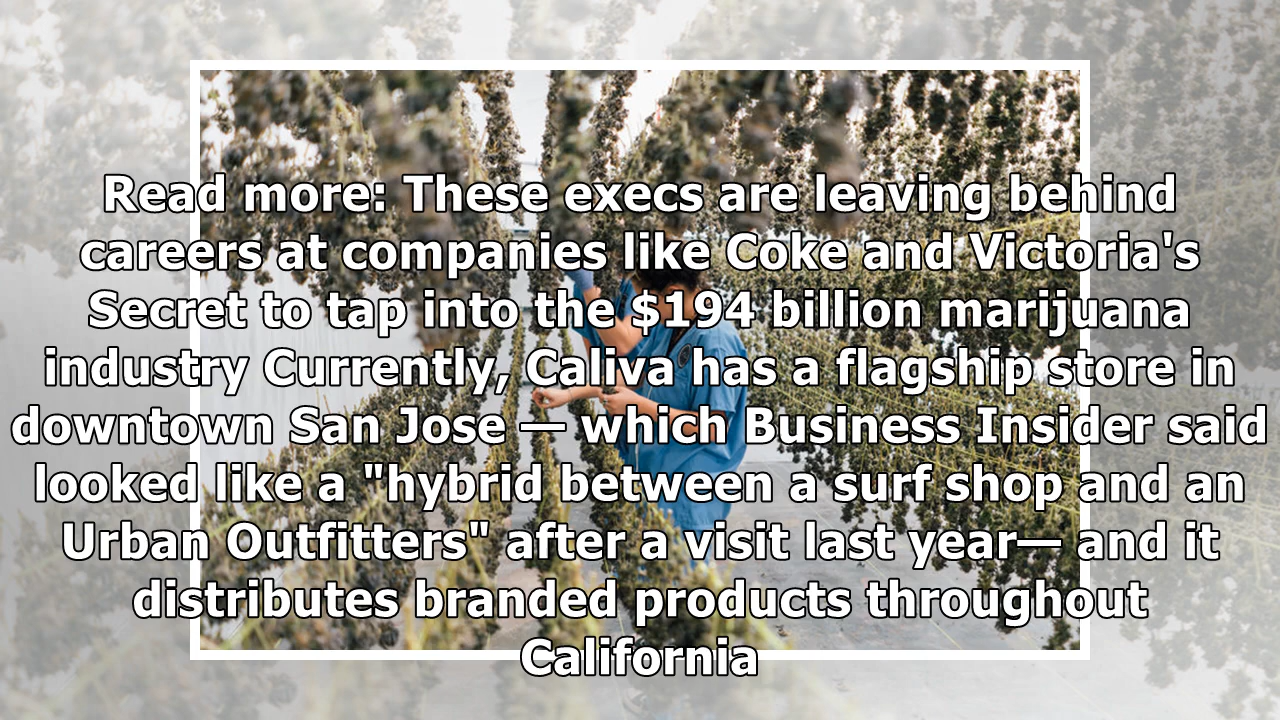 Read more: These execs are leaving behind
careers at companies like Coke and Victoria's
Secret to tap into the $194 billion marijuana
industry Currently, Caliva has a flagship store in
downtown San Jose — which Business Insider said
looked like a "hybrid between a surf shop and an
Urban Outfitters" after a visit last year— and it
distributes branded products throughout
California